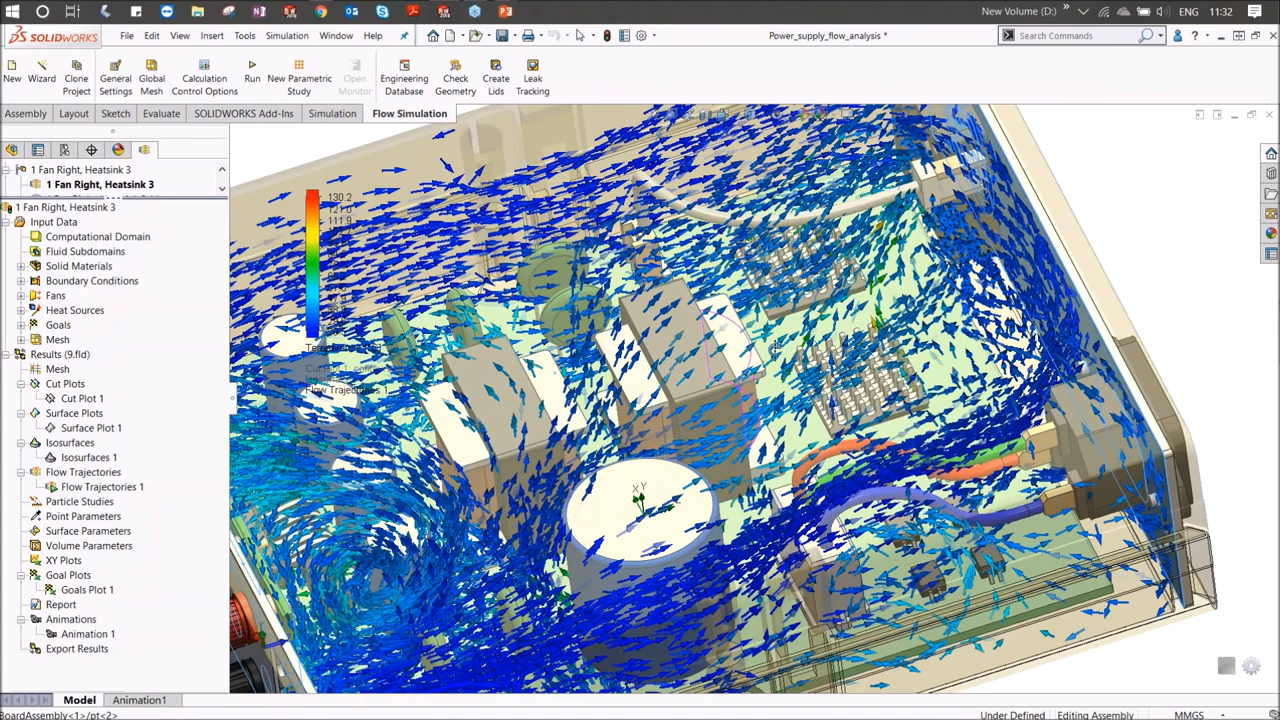 New Volume (D:)
ENG
11:32
SOLIDWORKS
File Edit View Insert Tools Simulation Window Help
Power_supply_flow_analysis *
Search Commands
New
Wizard
Clone Project
General Settings
Global Mesh
Calculation Control Options
Run
New Parametric Study
Open Monitor
Engineering Database
Check Geometry
Create Lids
Leak Tracking
Assembly
Layout
Sketch
Evaluate
SOLIDWORKS Add-Ins
Simulation
Flow Simulation
1 Fan Right, Heatsink 3
1 Fan Right, Heatsink 3
1 Fan Right, Heatsink 3
Input Data
Computational Domain
Fluid Subdomains
Solid Materials
Boundary Conditions
Fans
Heat Sources
Goals
Mesh
Results (9.fld)
Mesh
Cut Plots
Cut Plot 1
Surface Plots
Surface Plot 1
Isosurfaces
Isosurfaces 1
Flow Trajectories
Flow Trajectories 1
Particle Studies
Point Parameters
Surface Parameters
Volume Parameters
XY Plots
Goal Plots
Goals Plot 1
Report
Animations
Animation 1
Export Results
130.2
X Y
Model
Animation1
BoardAssembly<1>/pt<2>
Under Defined
Editing Assembly
MMGS